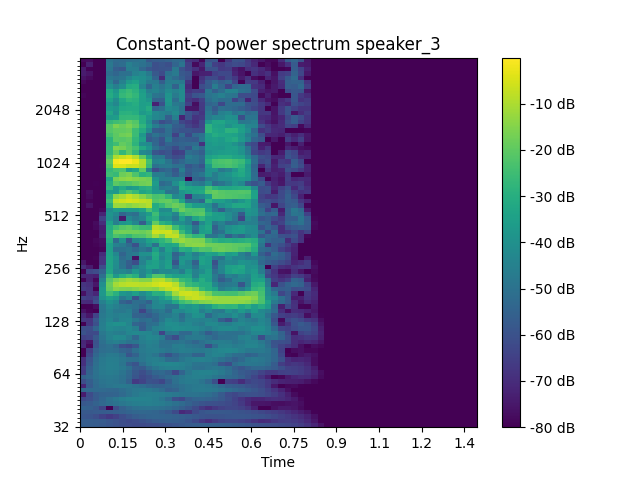 Constant-Q power spectrum speaker_3
Hz
2048
1024
512
256
128
64
32
0 0.15 0.3 0.45 0.6 0.75 0.9 1.1 1.2 1.4
Time
-10 dB
-20 dB
-30 dB
-40 dB
-50 dB
-60 dB
-70 dB
-80 dB